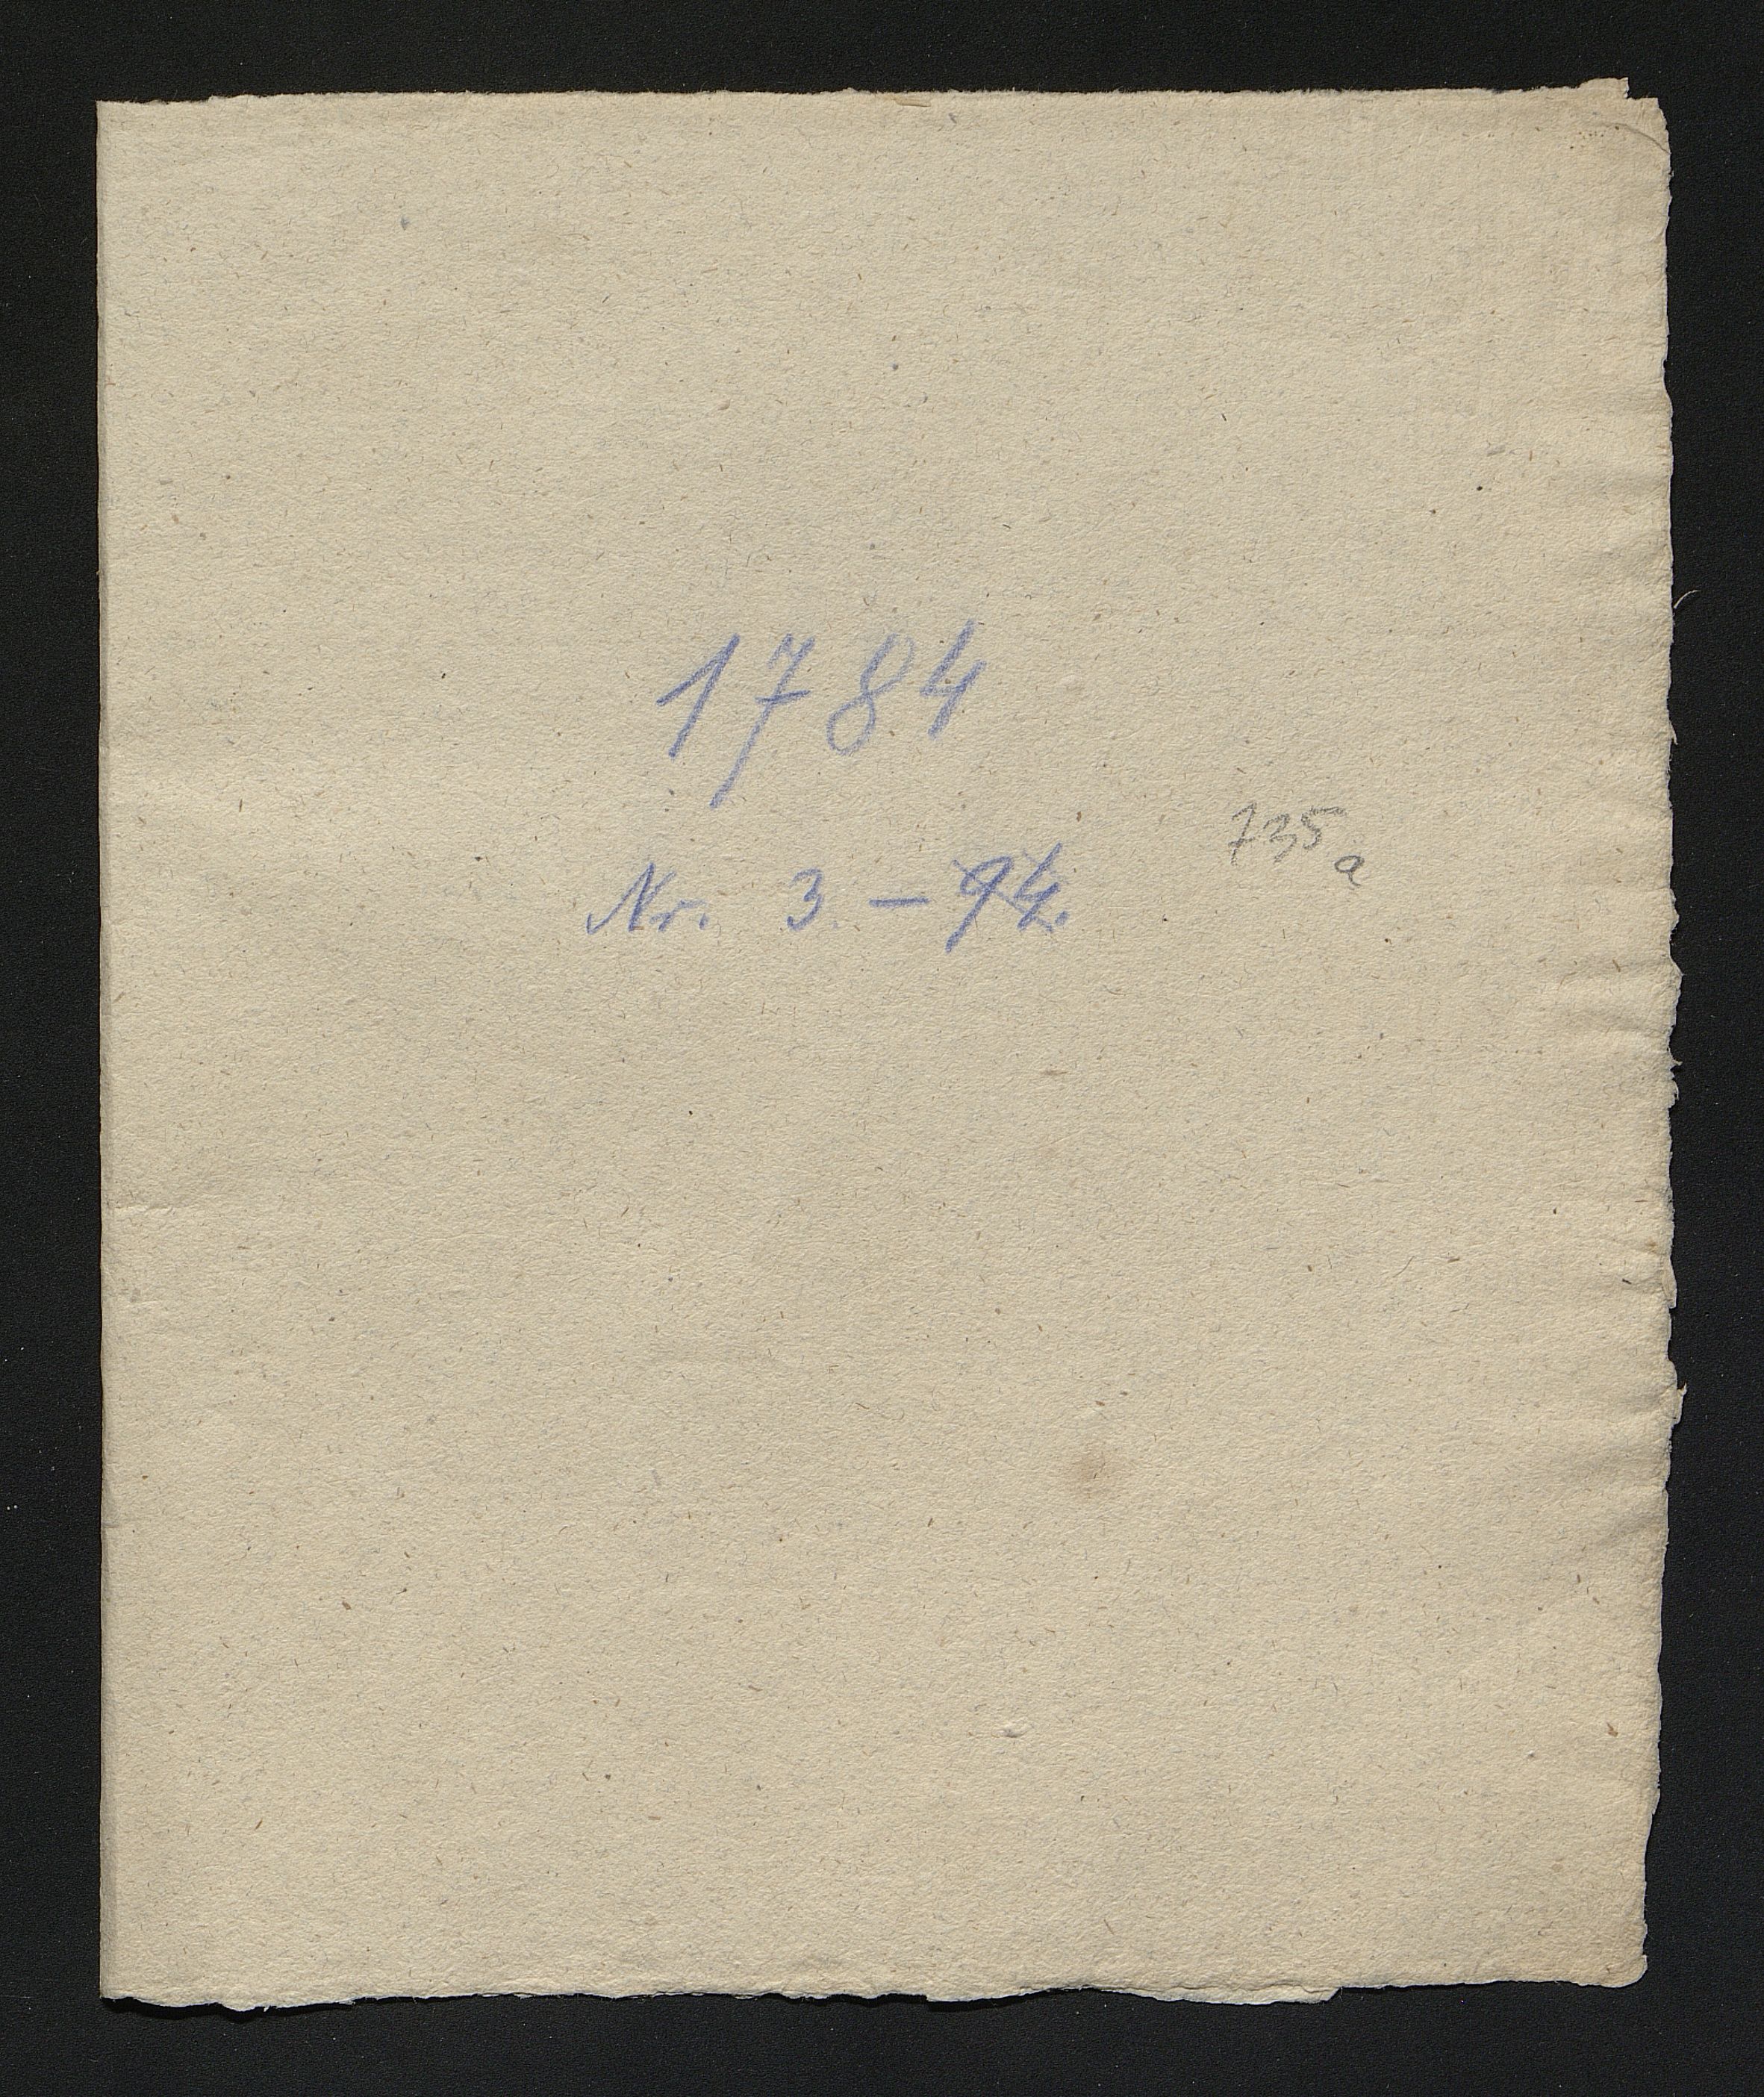 1784
735a
Nr. 3. – 94.